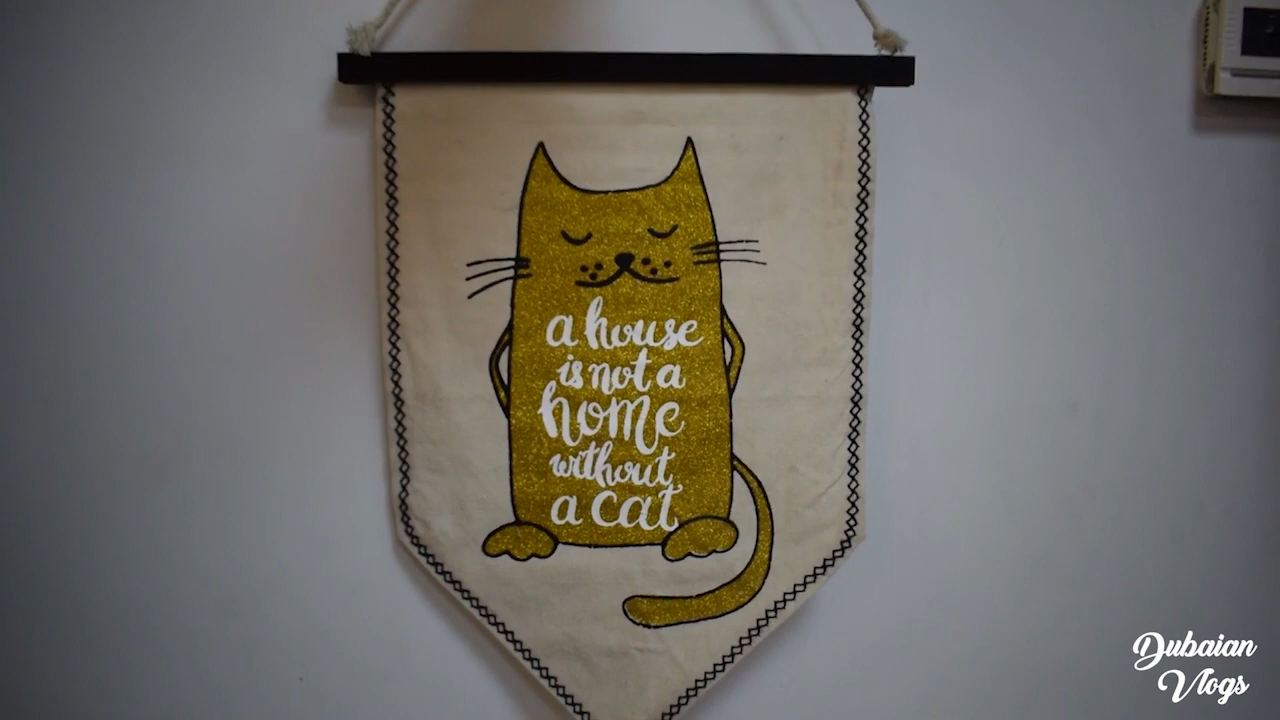 a house
is not a
home
without
a cat
Dubaian
Vlogs